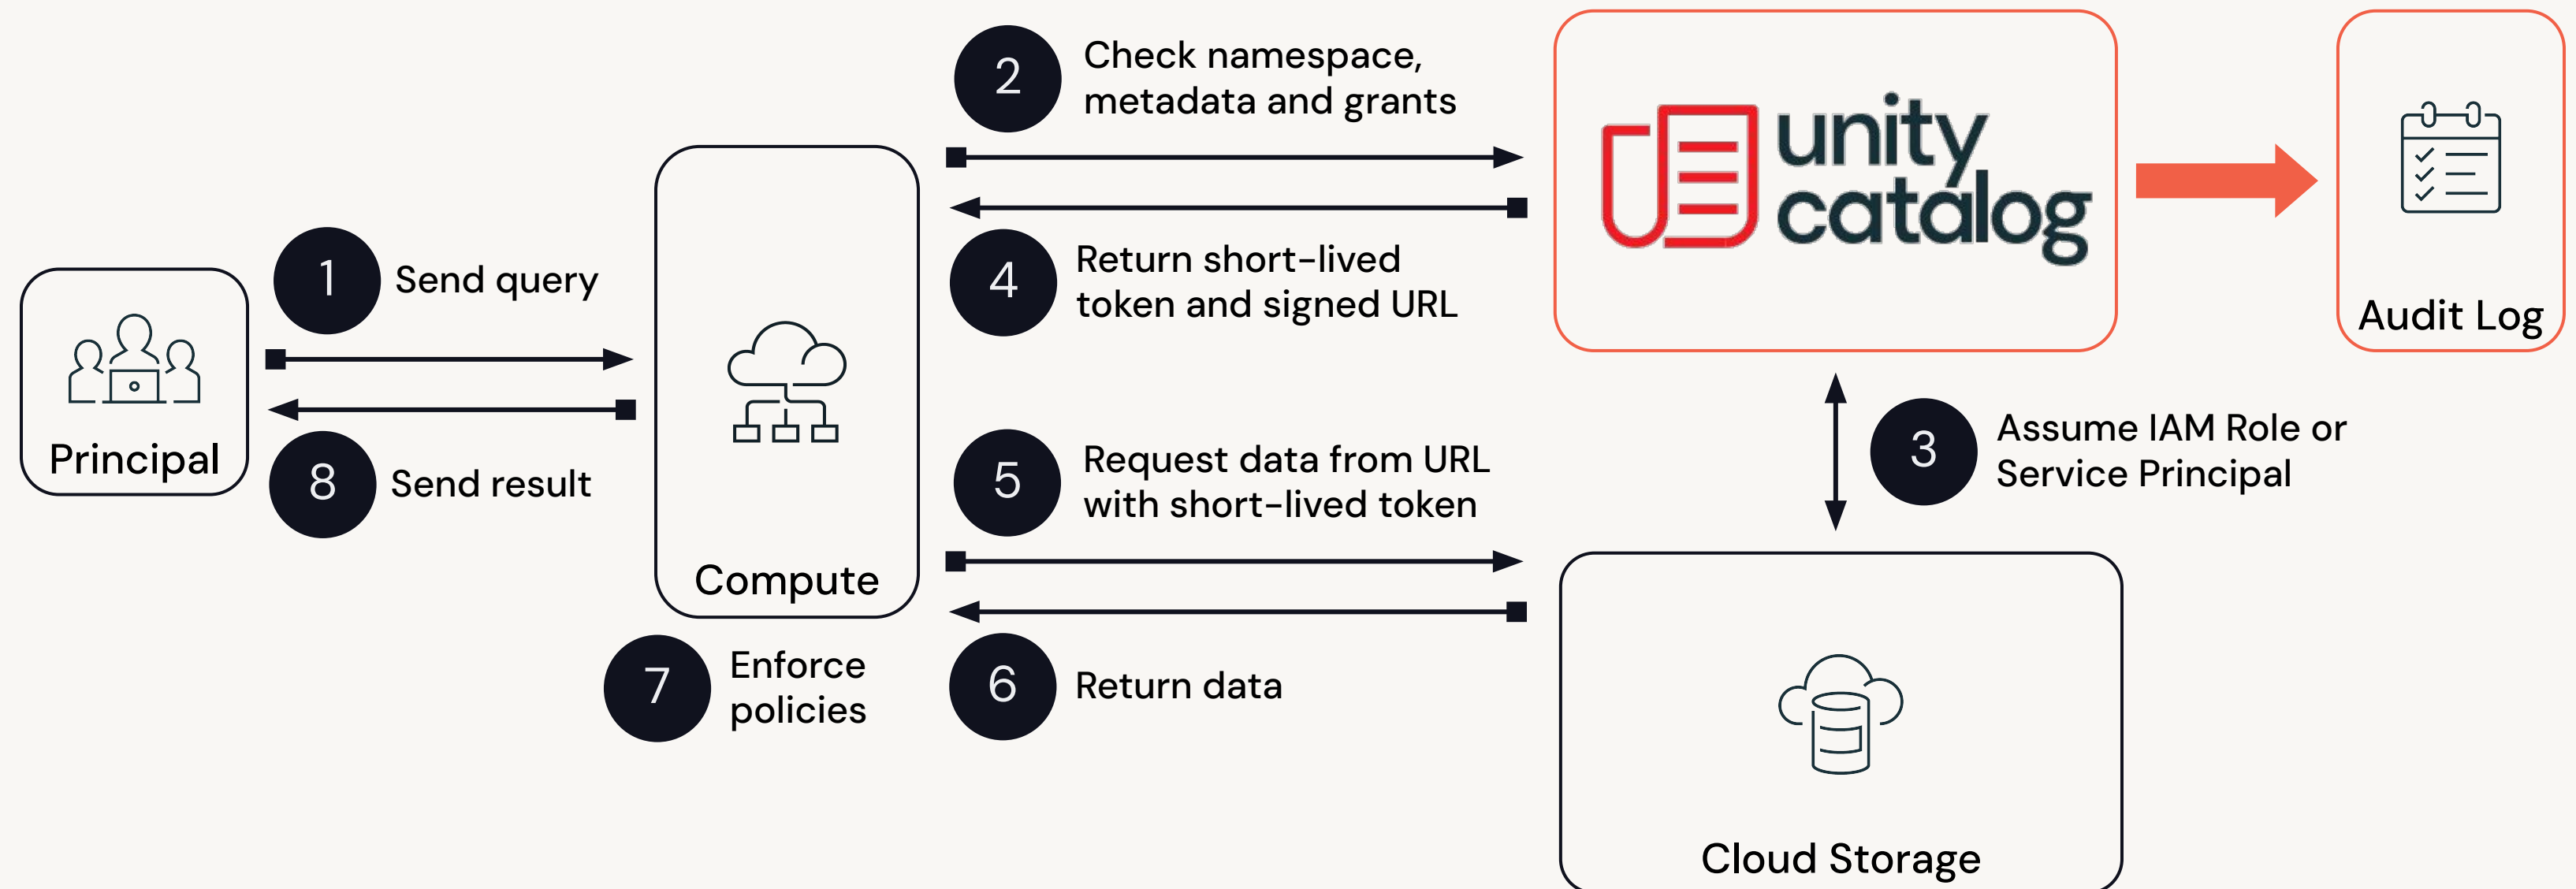 1
Send query
Principal
8
Send result
Compute
7
Enforce
policies
2
Check namespace,
metadata and grants
4
Return short-lived
token and signed URL
5
Request data from URL
with short-lived token
6
Return data
unity
catalog
Audit Log
3
Assume IAM Role or
Service Principal
Cloud Storage